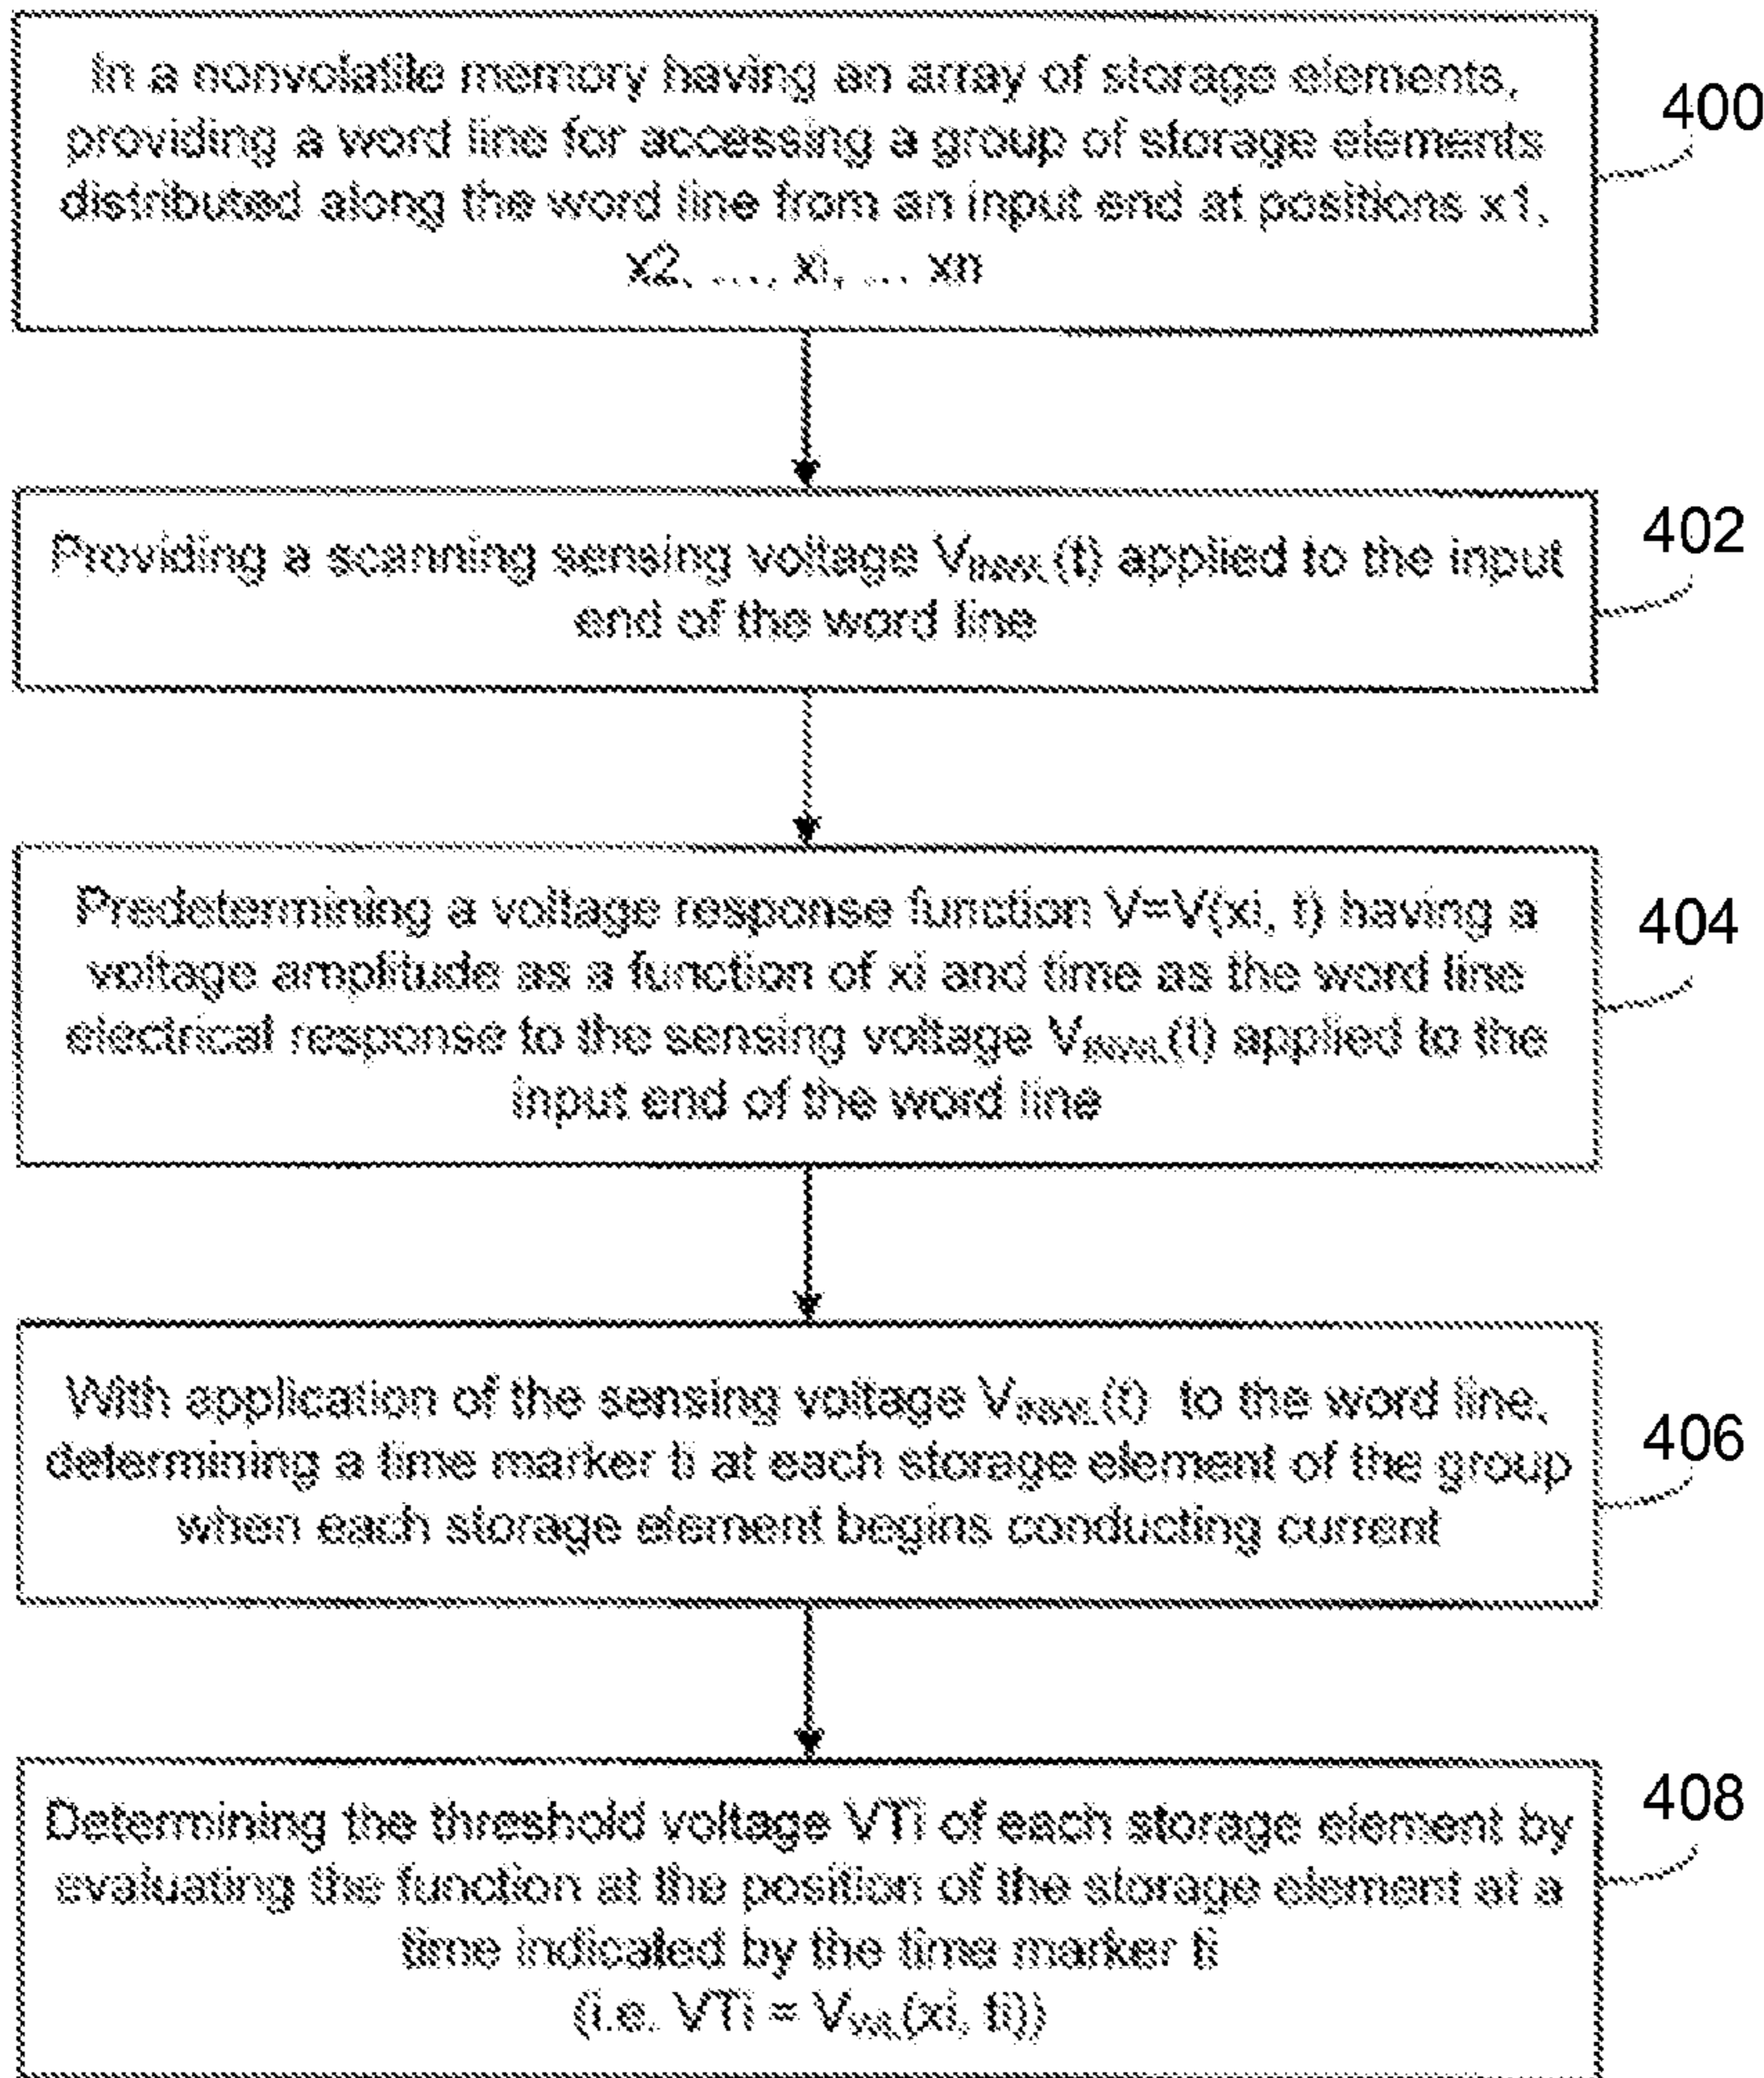 In a nonvolatile memory having an array of storage elements,
providing a word line for accessing a group of storage elements
distributed along the word line from an input end at positions x1,
x2, ..., xi, ... xn
400
Providing a scanning sensing voltage V (t) applied to the input
end of the word line
402
Predetermining a voltage response function V=V(xi, t) having a
voltage amplitude as a function of xi and time as the word line
electrical response to the sensing voltage V (t) applied to the
input end of the word line
404
With application of the sensing voltage V (t) to the word line,
determining a time marker ti at each storage element of the group
when each storage element begins conducting current
406
Determining the threshold voltage VTi of each storage element by
evaluating the function at the position of the storage element at a
time indicated by the time marker ti
(i.e. VTi = V (xi, ti))
408